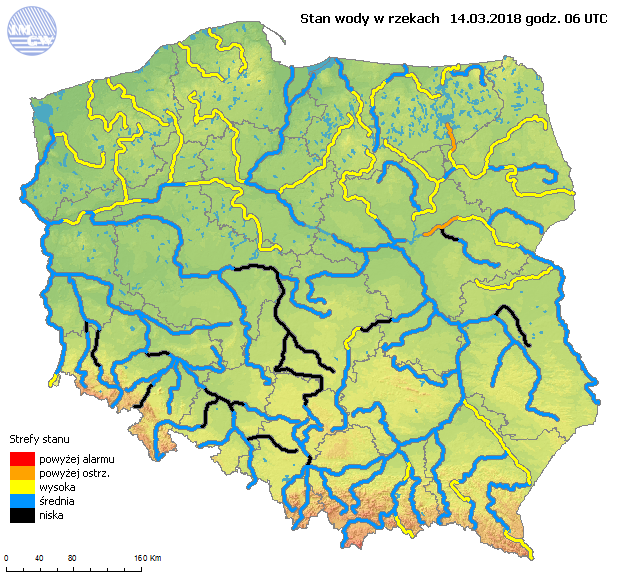 Stan wody w rzekach 14.03.2018 godz. 06 UTC
Strefy stanu
powyżej alarmu
powyżej ostrz.
wysoka
średnia
niska
0 40 80 160 Km